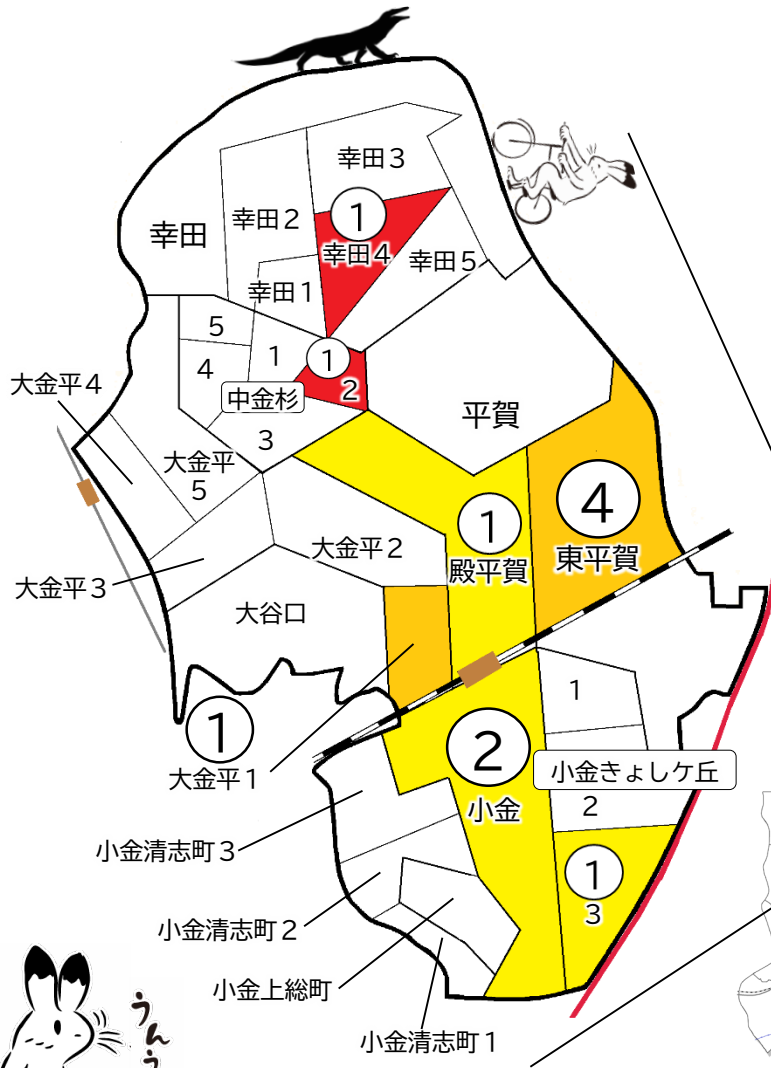 幸田3
①
幸田2
幸田
幸田4
幸田5
幸田1
5
1
①
4
2
大金平4
中金杉
平賀
3
大金平
5
④
①
大金平2
東平賀
殿平賀
大金平3
大谷口
1
①
②
小金きょしケ丘
大金平1
2
小金
小金清志町3
①
3
小金清志町2
小金上総町
うんう
小金清志町1